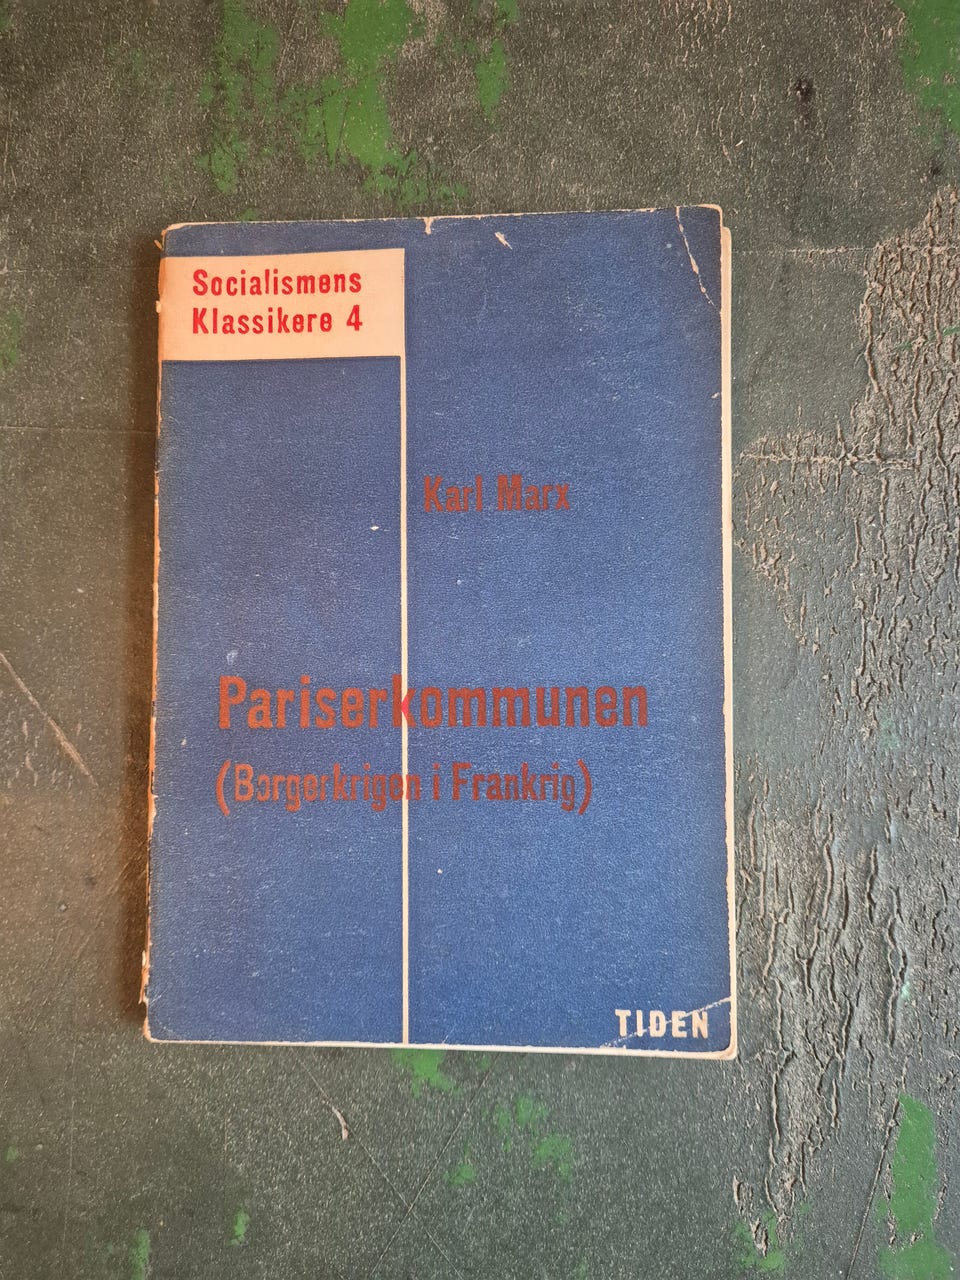 Socialismens
Klassikere 4
Karl Marx
Pariserkommunen
(Borgerkrigen i Frankrig)
TIDEN